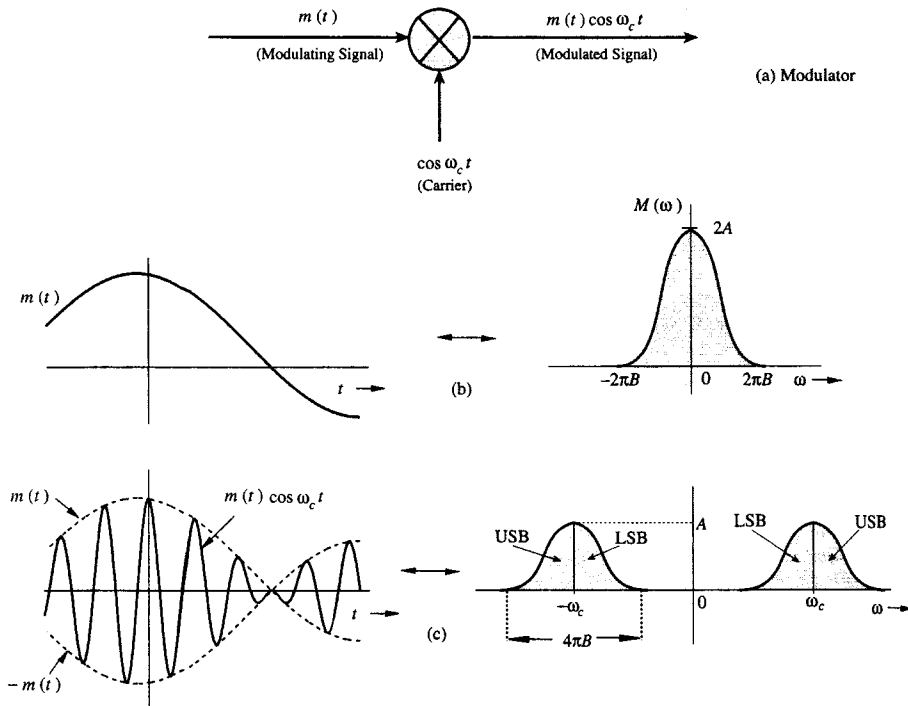 m(t)
(Modulating Signal)
m(t) cos ω_c t
(Modulated Signal)
(a) Modulator
cos ω_c t
(Carrier)
m(t)
t
(b)
M(ω)
2A
−2πB
0
2πB
ω
m(t)
m(t) cos ω_c t
−m(t)
t
(c)
USB
LSB
A
LSB
USB
−ω_c
0
ω_c
ω
4πB